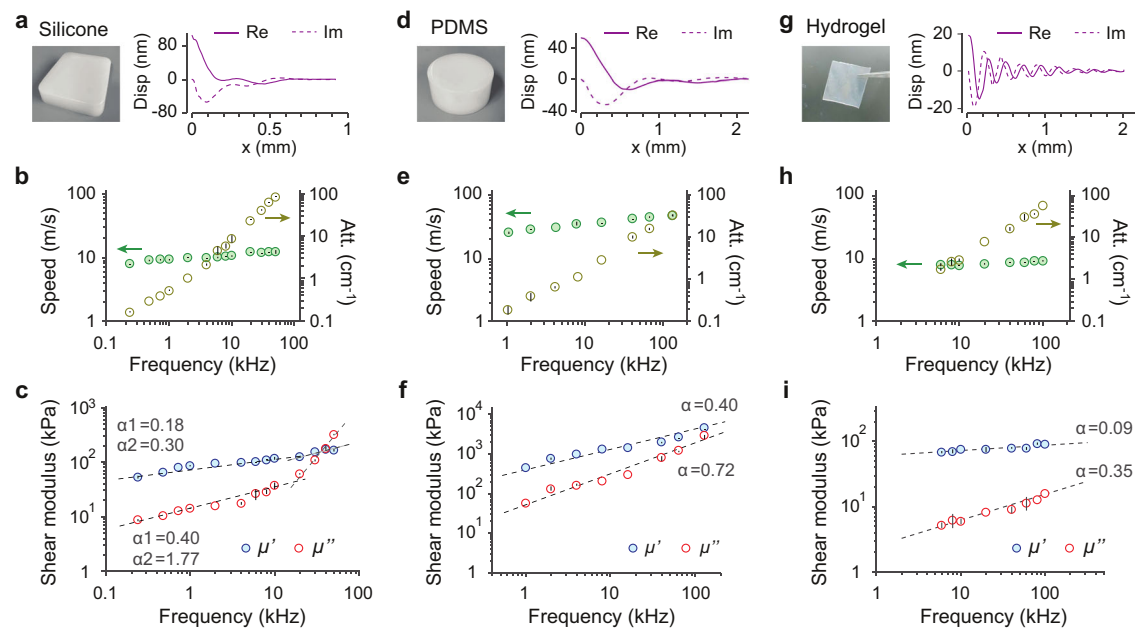 a Silicone
Re Im
Disp (nm)
80
0
-80
0 0.5 1
x (mm)
d PDMS
Re Im
Disp (nm)
40
0
-40
0 1 2
x (mm)
g Hydrogel
Re Im
Disp (nm)
20
0
-20
0 1 2
x (mm)
b
Speed (m/s)
100
10
1
Att. (cm⁻¹)
100
10
1
0.1
1 10 100
Frequency (kHz)
e
Speed (m/s)
100
10
1
Att. (cm⁻¹)
100
10
1
0.1
1 10 100
Frequency (kHz)
h
Speed (m/s)
100
10
1
Att. (cm⁻¹)
100
10
1
0.1
1 10 100
Frequency (kHz)
c
Shear modulus (kPa)
10³
10²
10¹
10⁰
α1=0.18
α2=0.30
α1=0.40
α2=1.77
μ' μ''
1 10 100
Frequency (kHz)
f
Shear modulus (kPa)
10⁴
10³
10²
10¹
10⁰
α=0.40
α=0.72
μ' μ''
1 10 100
Frequency (kHz)
i
Shear modulus (kPa)
10²
10¹
10⁰
α=0.09
α=0.35
μ' μ''
1 10 100
Frequency (kHz)